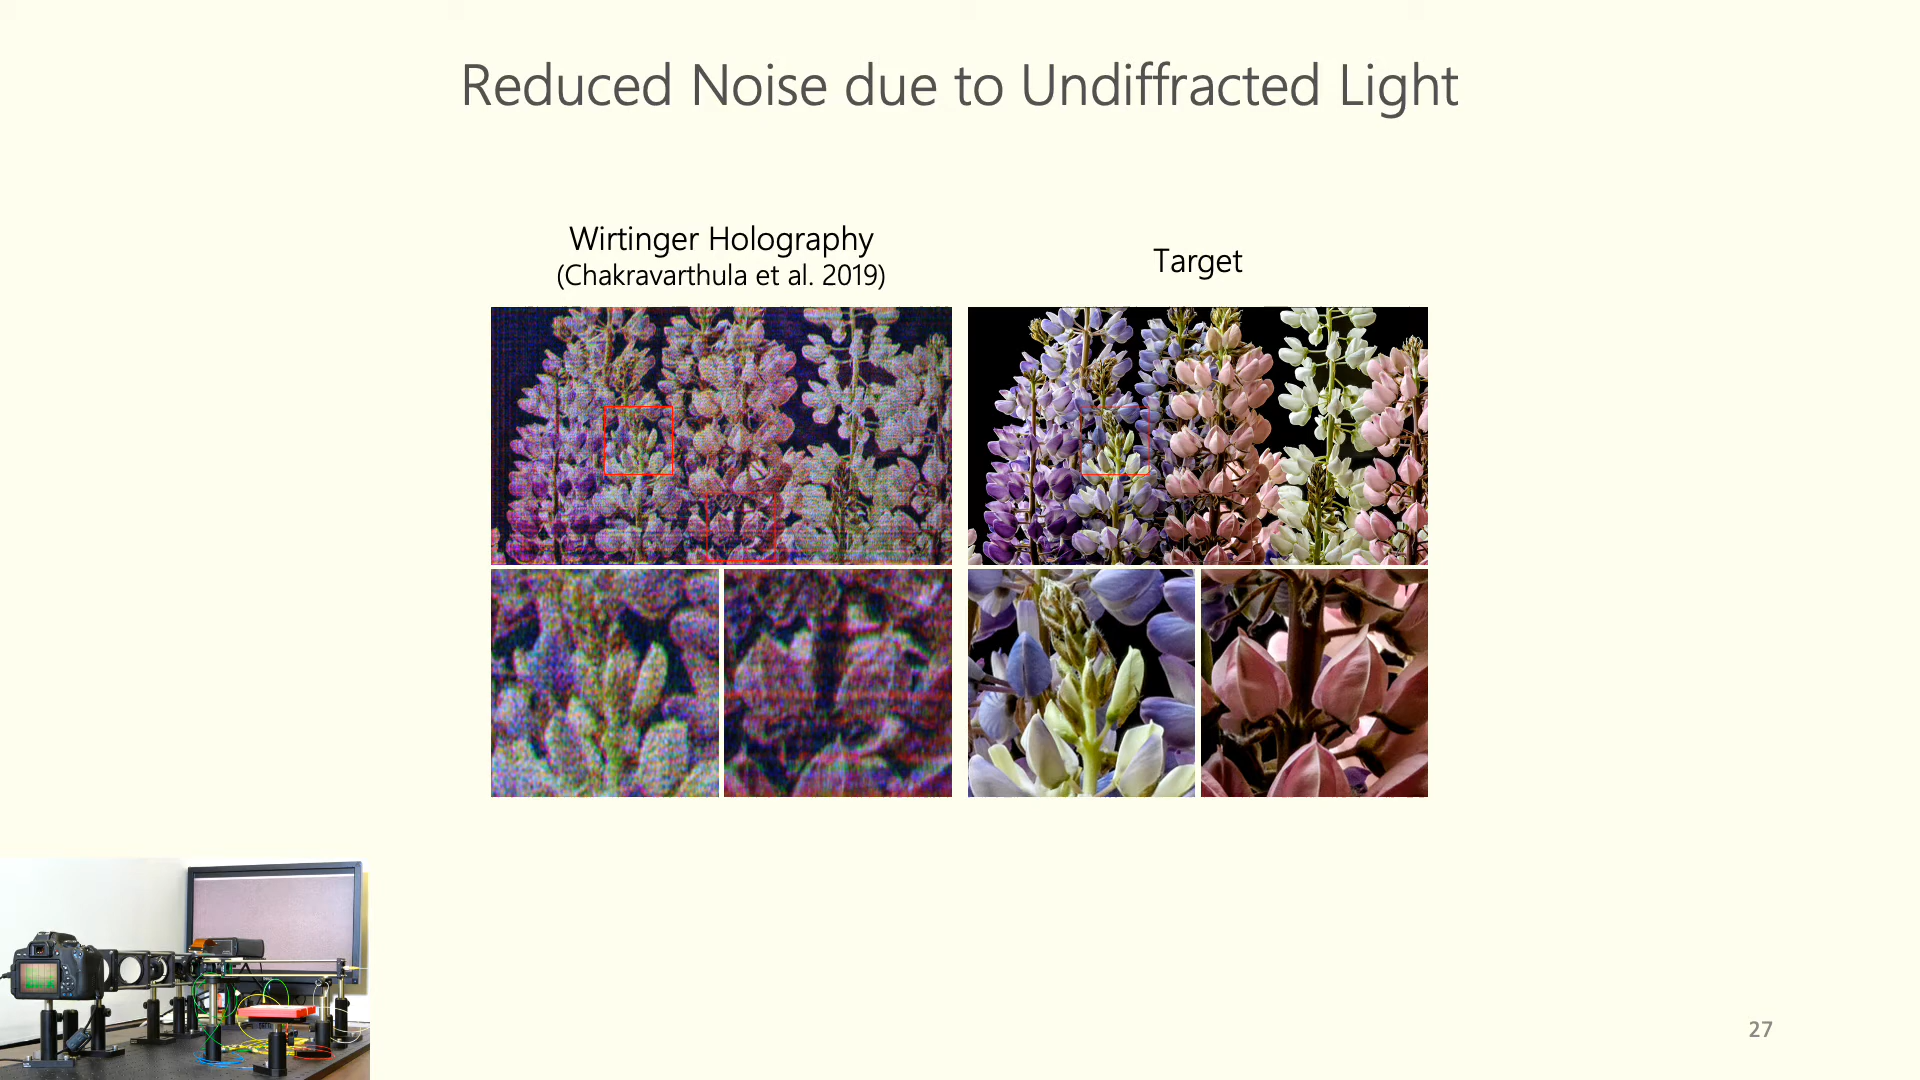 Reduced Noise due to Undiffracted Light
Wirtinger Holography
(Chakravarthula et al. 2019)
Target
27